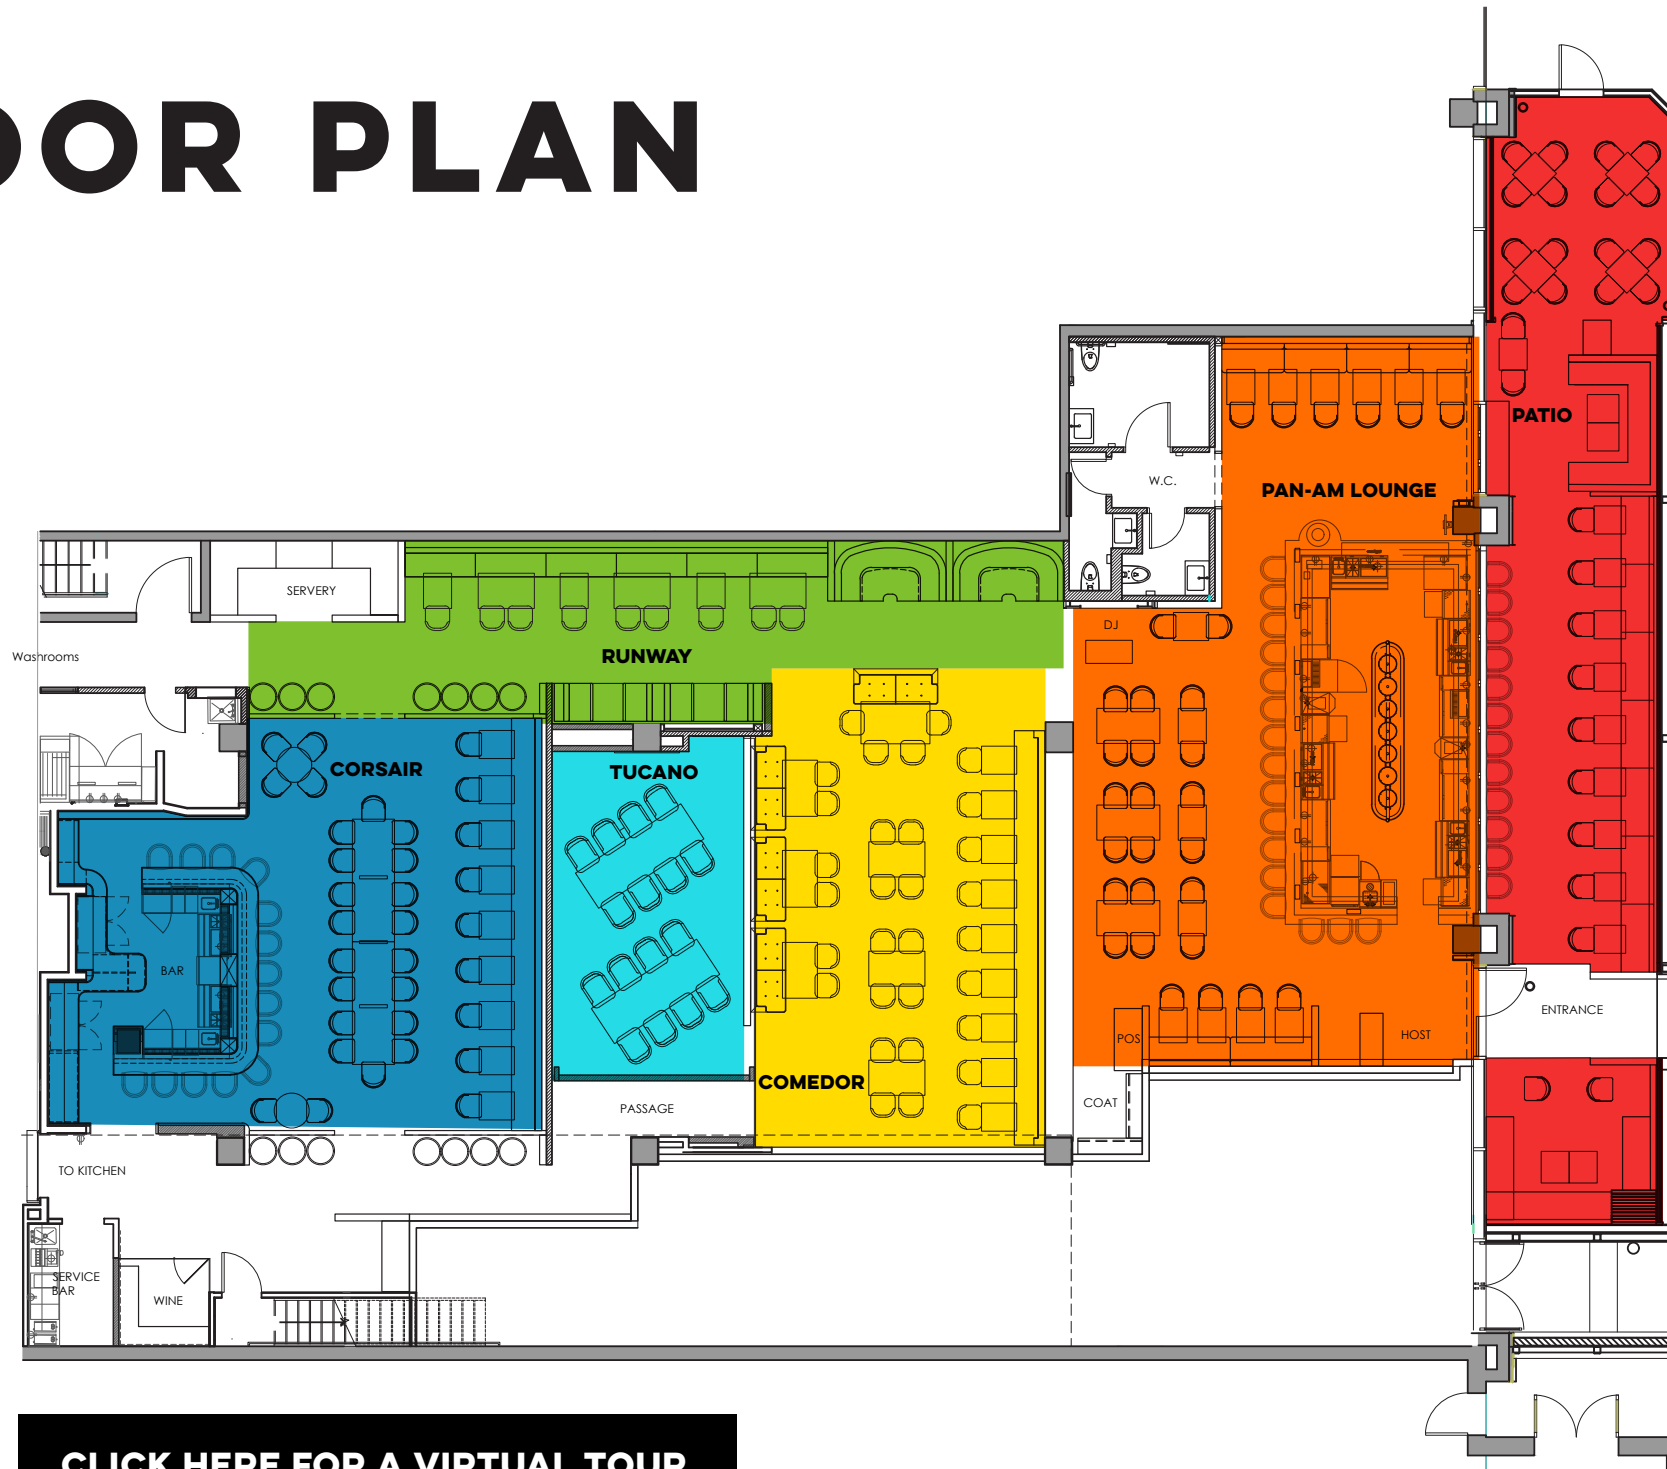 OOR PLAN
PATIO
W.C.
PAN-AM LOUNGE
SERVERY
DJ
RUNWAY
Washrooms
CORSAIR
TUCANO
BAR
ENTRANCE
POS
HOST
COMEDOR
COAT
PASSAGE
TO KITCHEN
SERVICE
BAR
WINE
CLICK HERE FOR A VIRTUAL TOUR